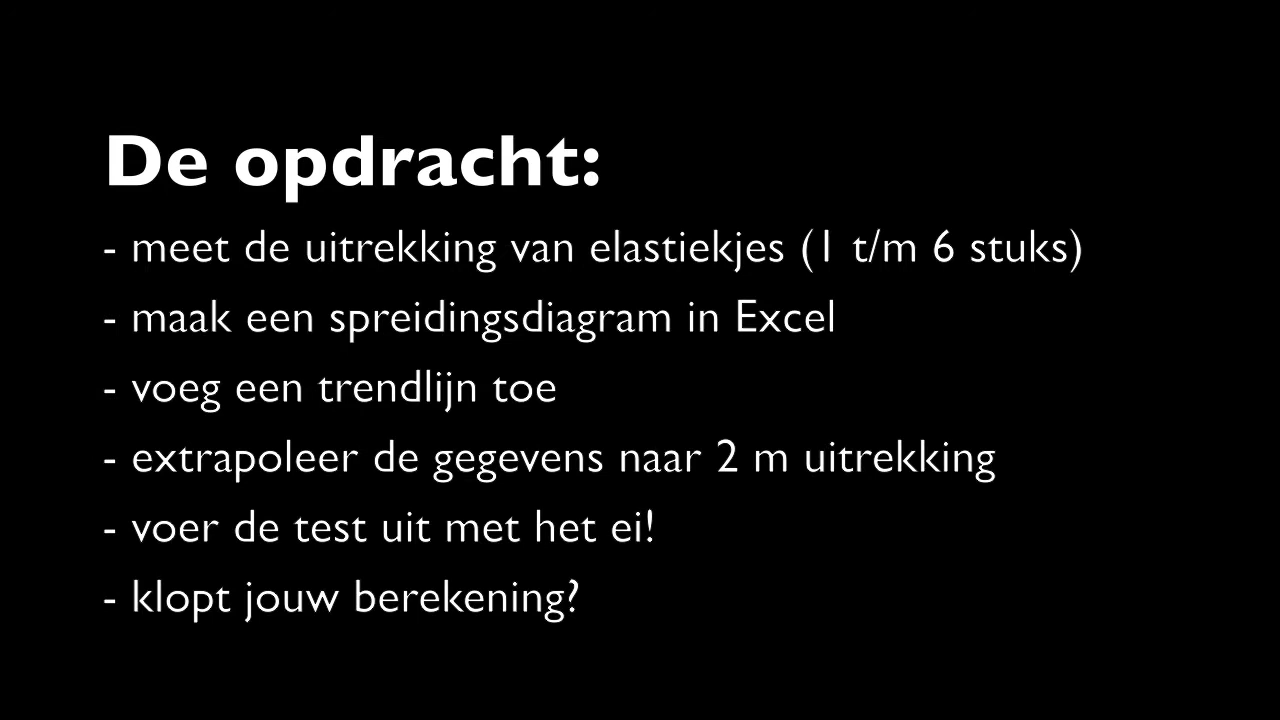 De opdracht:
- meet de uitrekking van elastiekjes (1 t/m 6 stuks)
- maak een spreidingsdiagram in Excel
- voeg een trendlijn toe
- extrapoleer de gegevens naar 2 m uitrekking
- voer de test uit met het ei!
- klopt jouw berekening?